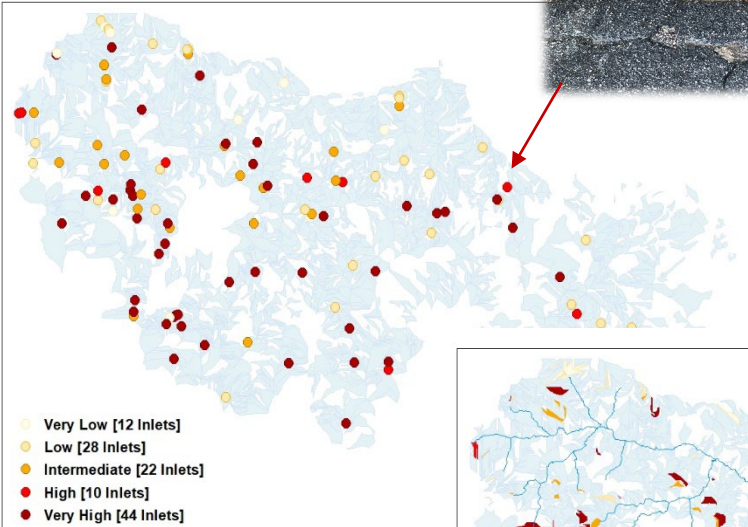 Very Low [12 Inlets]
Low [28 Inlets]
Intermediate [22 Inlets]
High [10 Inlets]
Very High [44 Inlets]